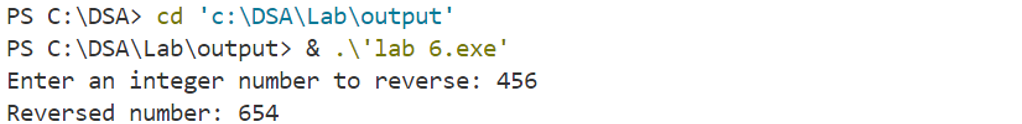 PS C:\DSA> cd 'c:\DSA\Lab\output'
PS C:\DSA\Lab\output> & .\'lab 6.exe'
Enter an integer number to reverse: 456
Reversed number: 654